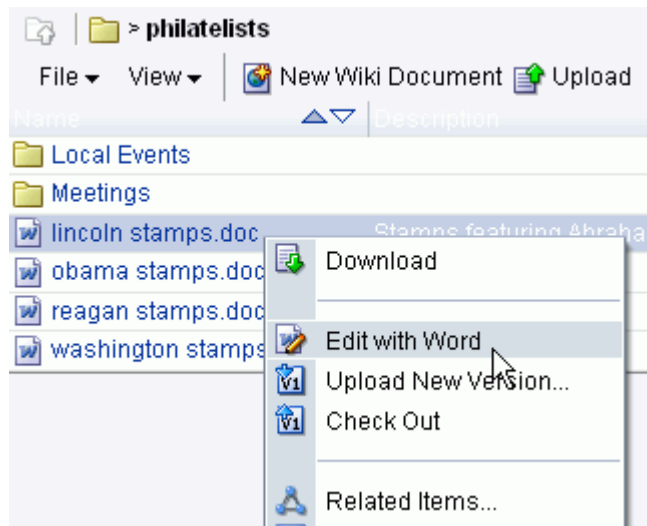 > philatelists
File View New Wiki Document Upload
Name Description
Local Events
Meetings
lincoln stamps.doc Stamps featuring Abraha
obama stamps.doc
reagan stamps.doc
washington stamps
Download
Edit with Word
Upload New Version...
Check Out
Related Items...